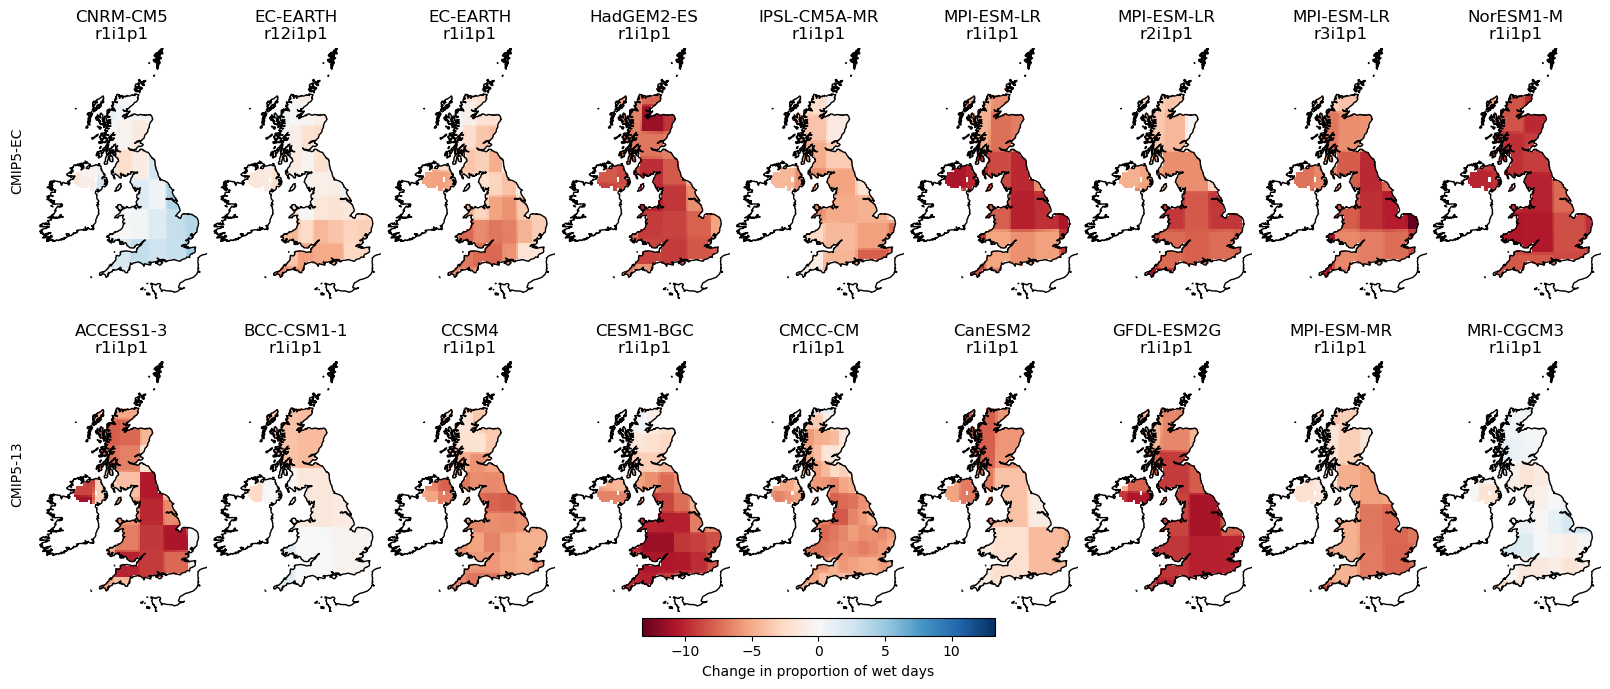 CNRM-CM5 EC-EARTH EC-EARTH HadGEM2-ES IPSL-CM5A-MR MPI-ESM-LR MPI-ESM-LR MPI-ESM-LR NorESM1-M
r1i1p1 r12i1p1 r1i1p1 r1i1p1 r1i1p1 r1i1p1 r2i1p1 r3i1p1 r1i1p1
CMIP5-EC
ACCESS1-3 BCC-CSM1-1 CCSM4 CESM1-BGC CMCC-CM CanESM2 GFDL-ESM2G MPI-ESM-MR MRI-CGCM3
r1i1p1 r1i1p1 r1i1p1 r1i1p1 r1i1p1 r1i1p1 r1i1p1 r1i1p1 r1i1p1
CMIP5-13
−10 −5 0 5 10
Change in proportion of wet days